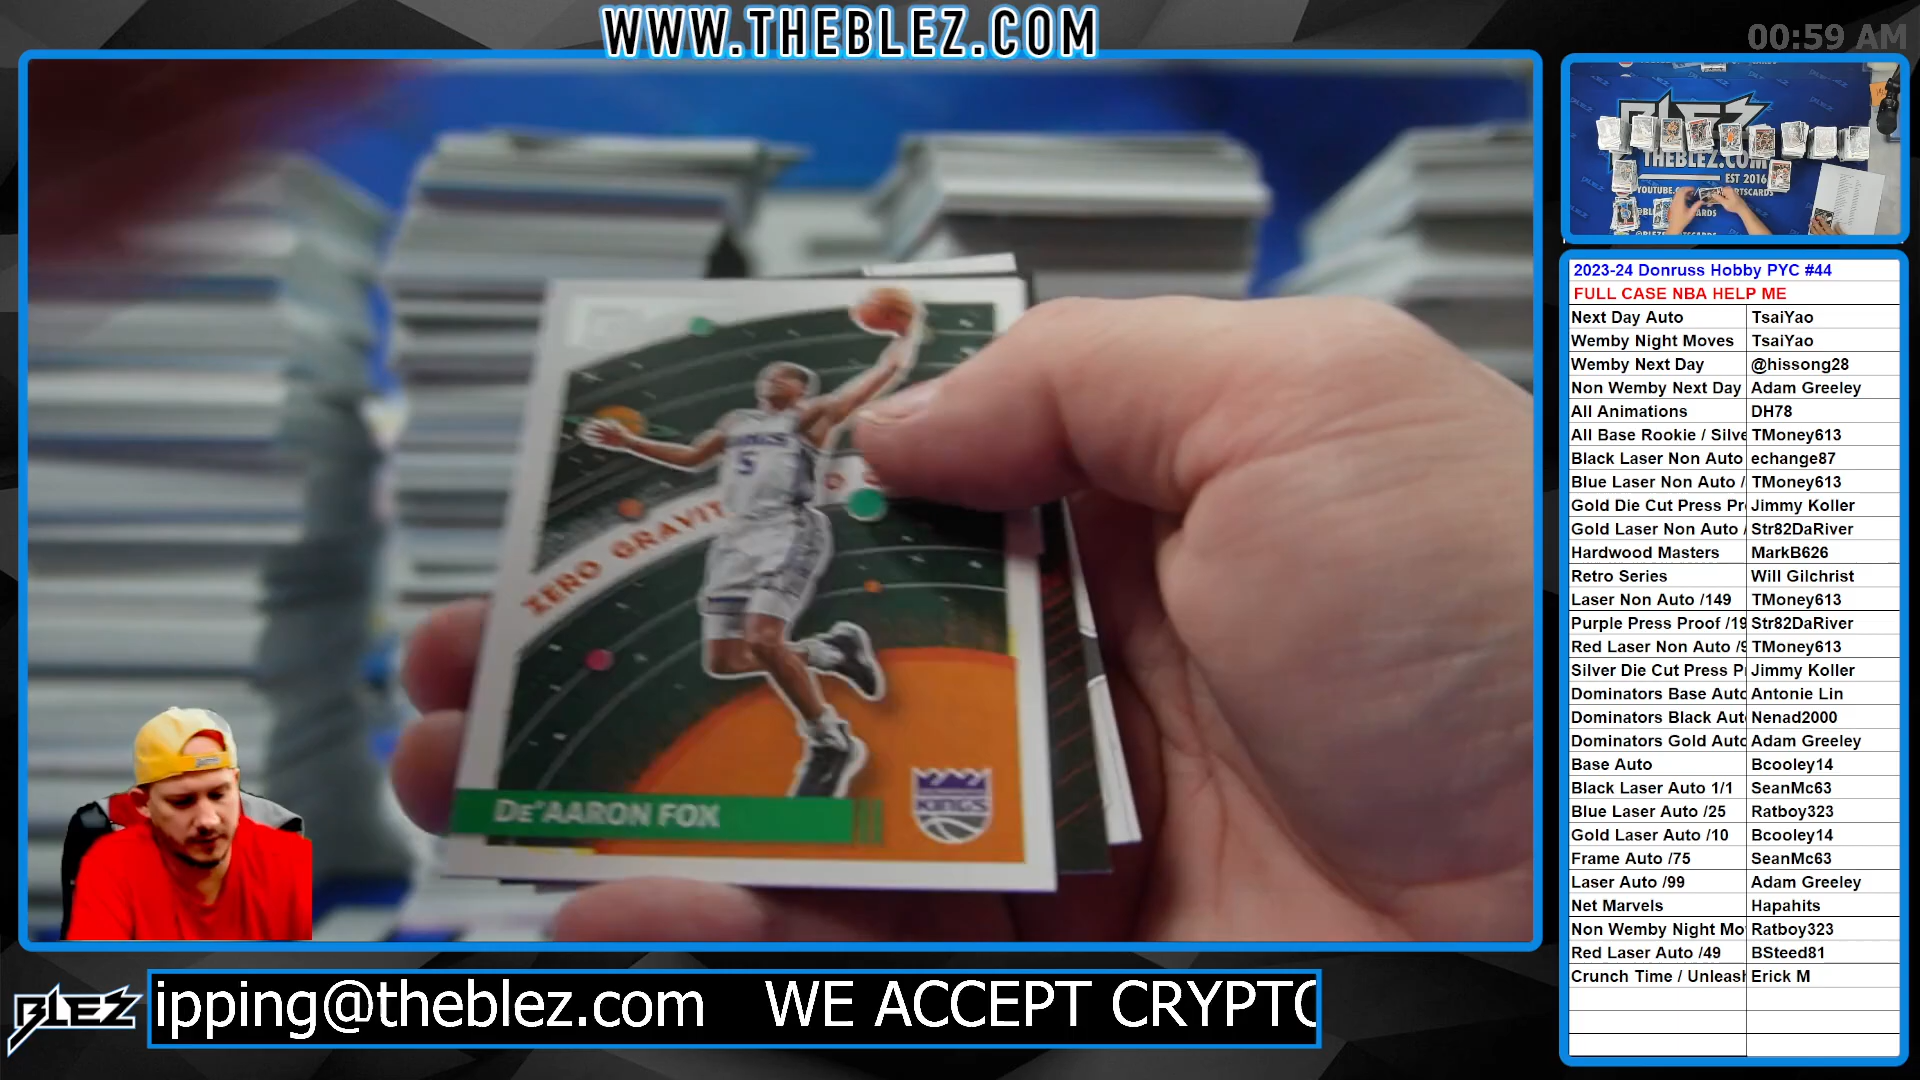 WWW.THEBLEZ.COM
00:59 AM
BLEZ
THEBLEZ.COM
EST 2016
ZERO GRAVIT
KINGS
5
DE'AARON FOX
KINGS
2023-24 Donruss Hobby PYC #44
FULL CASE NBA HELP ME
Next Day Auto TsaiYao
Wemby Night Moves TsaiYao
Wemby Next Day @hissong28
Non Wemby Next Day Adam Greeley
All Animations DH78
All Base Rookie / Silve TMoney613
Black Laser Non Auto echange87
Blue Laser Non Auto / TMoney613
Gold Die Cut Press Pr Jimmy Koller
Gold Laser Non Auto / Str82DaRiver
Hardwood Masters MarkB626
Retro Series Will Gilchrist
Laser Non Auto /149 TMoney613
Purple Press Proof /19 Str82DaRiver
Red Laser Non Auto /9 TMoney613
Silver Die Cut Press P Jimmy Koller
Dominators Base Auto Antonie Lin
Dominators Black Aut Nenad2000
Dominators Gold Auto Adam Greeley
Base Auto Bcooley14
Black Laser Auto 1/1 SeanMc63
Blue Laser Auto /25 Ratboy323
Gold Laser Auto /10 Bcooley14
Frame Auto /75 SeanMc63
Laser Auto /99 Adam Greeley
Net Marvels Hapahits
Non Wemby Night Mo Ratboy323
Red Laser Auto /49 BSteed81
Crunch Time / Unleash Erick M
BLEZ
ipping@theblez.com WE ACCEPT CRYPTO